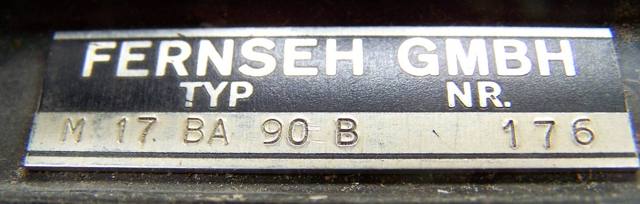 FERNSEH GMBH
TYP NR.
M 17 BA 90 B 176